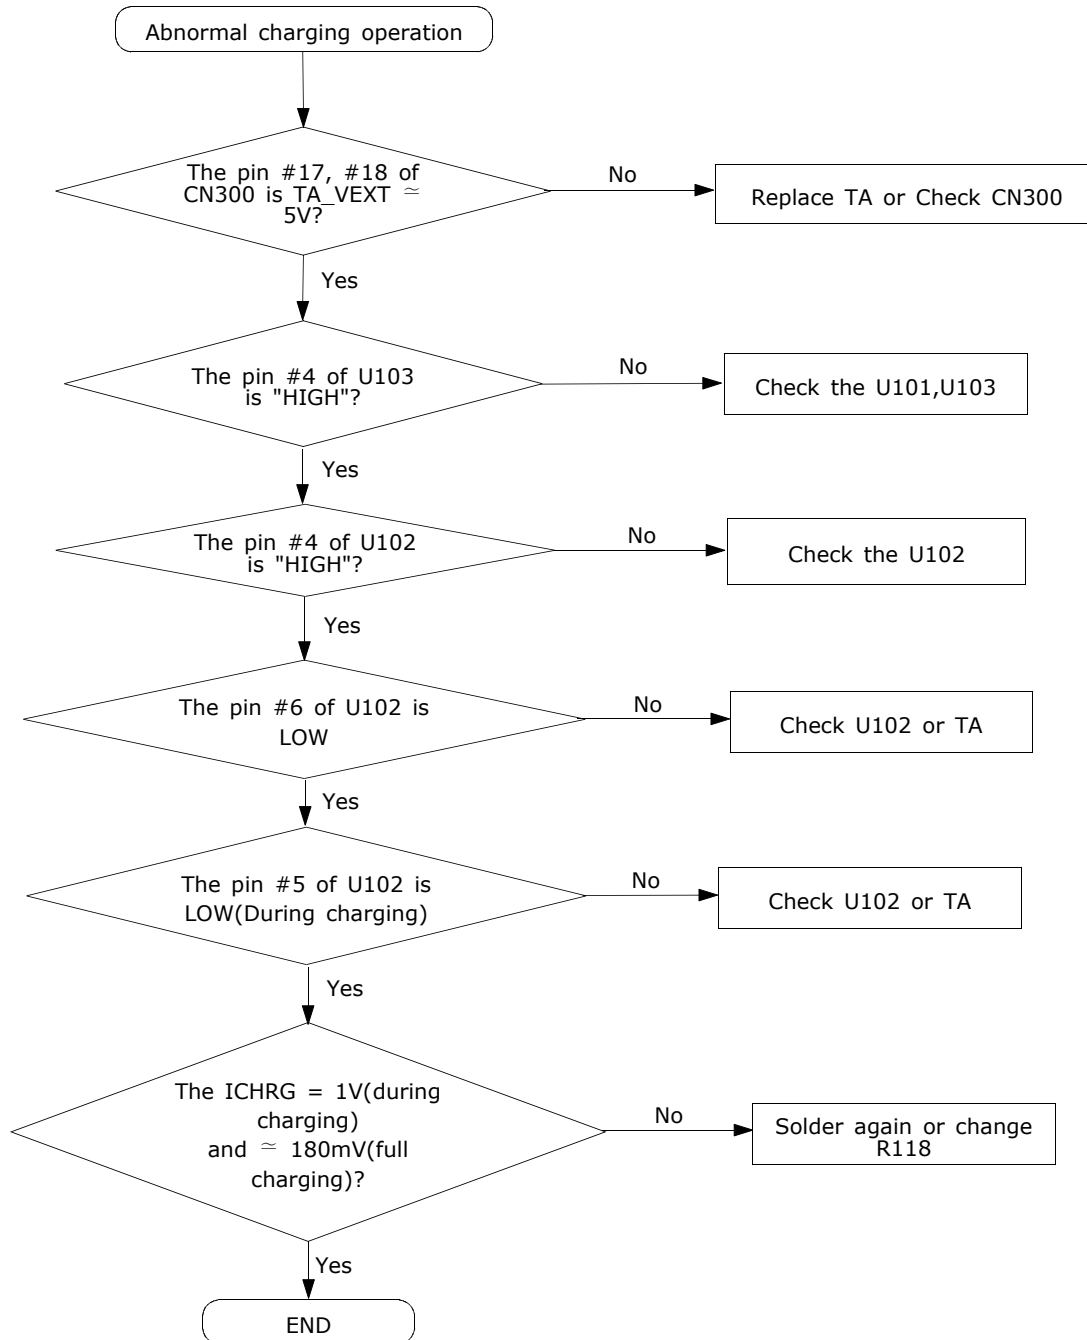 Abnormal charging operation
The pin #17, #18 of
CN300 is TA_VEXT ≃
5V?
No
Replace TA or Check CN300
Yes
The pin #4 of U103
is "HIGH"?
No
Check the U101,U103
Yes
The pin #4 of U102
is "HIGH"?
No
Check the U102
Yes
The pin #6 of U102 is
LOW
No
Check U102 or TA
Yes
The pin #5 of U102 is
LOW(During charging)
No
Check U102 or TA
Yes
The ICHRG = 1V(during
charging)
and ≃ 180mV(full
charging)?
No
Solder again or change
R118
Yes
END